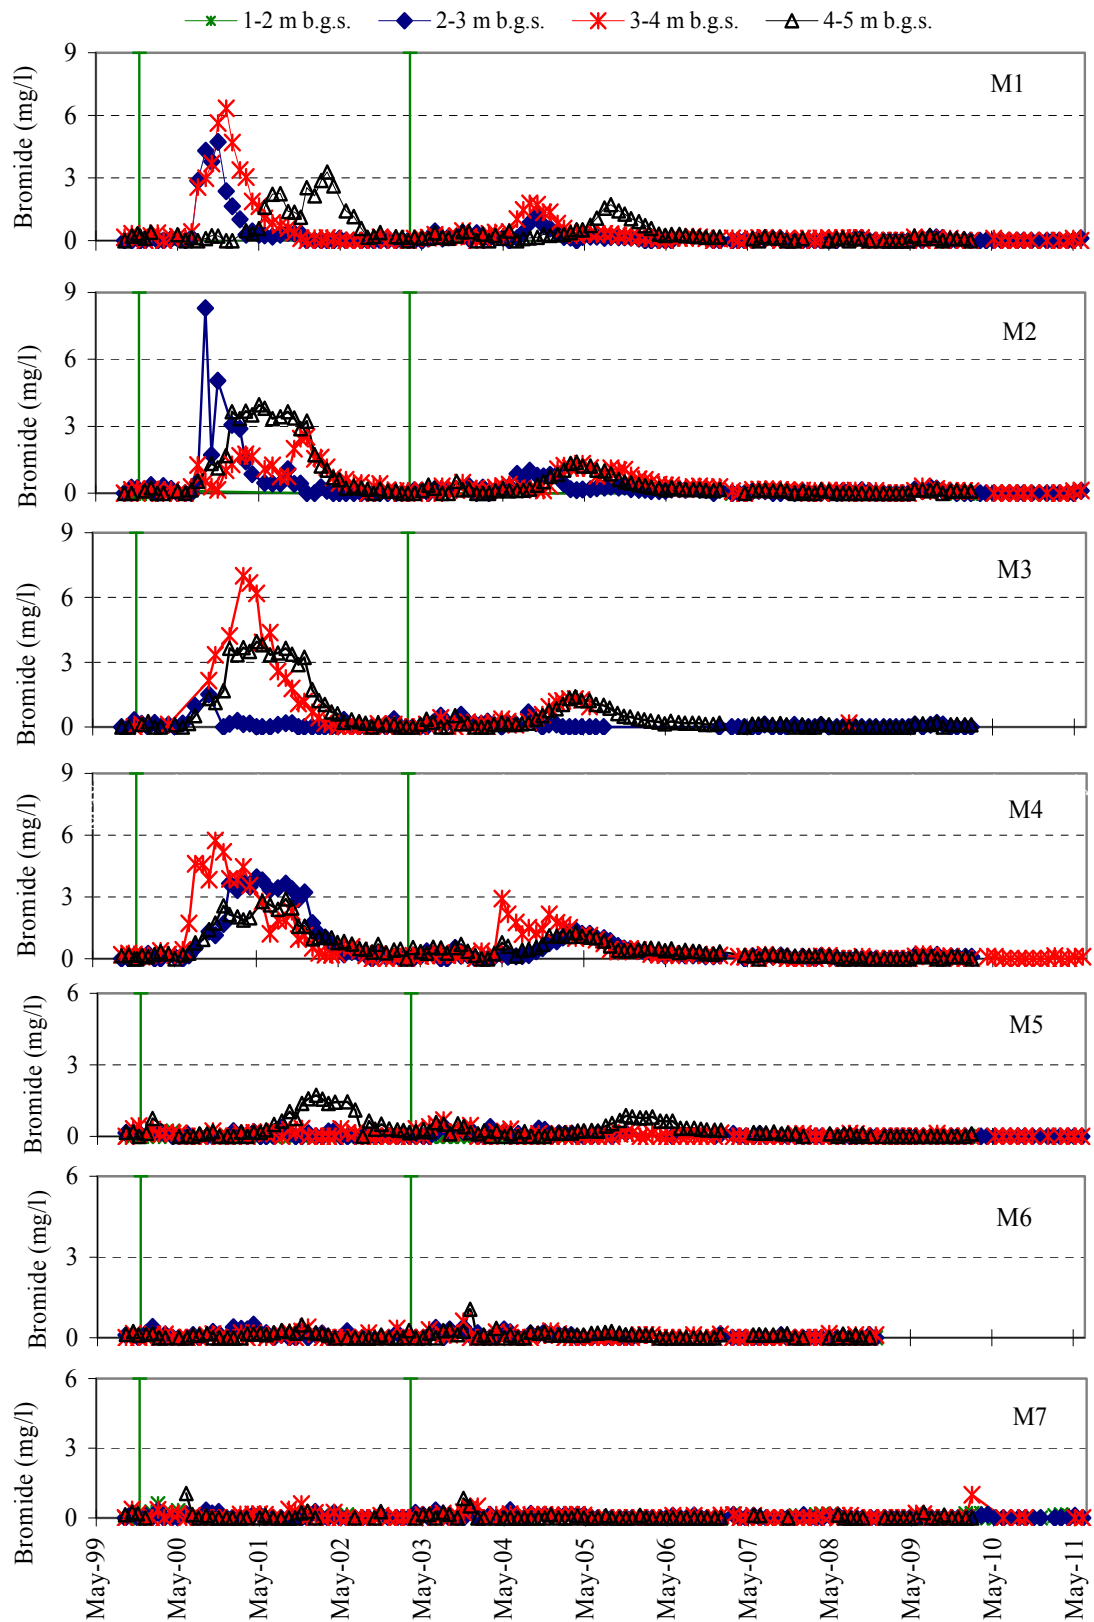 1-2 m b.g.s. 2-3 m b.g.s. 3-4 m b.g.s. 4-5 m b.g.s.
Bromide (mg/l)
9
6
3
0
M1
Bromide (mg/l)
9
6
3
0
M2
Bromide (mg/l)
9
6
3
0
M3
Bromide (mg/l)
9
6
3
0
M4
Bromide (mg/l)
6
3
0
M5
Bromide (mg/l)
6
3
0
M6
Bromide (mg/l)
6
3
0
M7
May-99 May-00 May-01 May-02 May-03 May-04 May-05 May-06 May-07 May-08 May-09 May-10 May-11